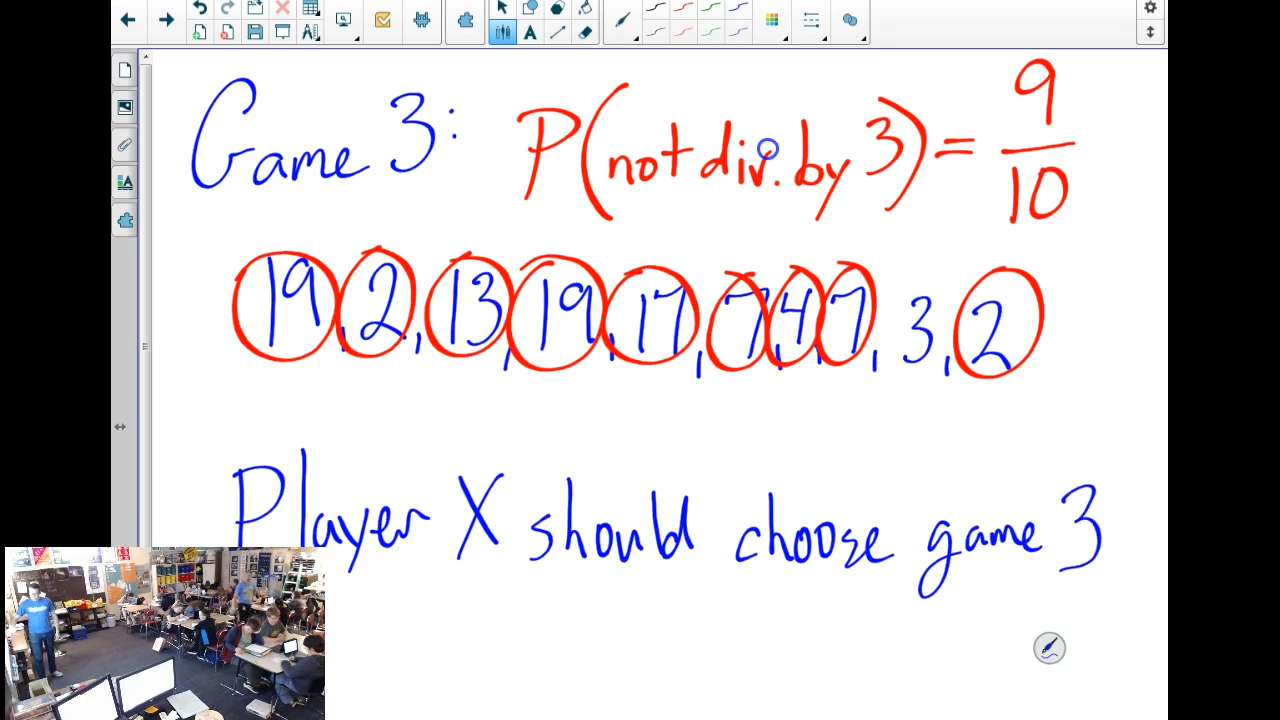 Game 3: P(not div. by 3) = 9/10
19, 2, 13, 19, 17, 7, 4, 7, 3, 2
Player X should choose game 3